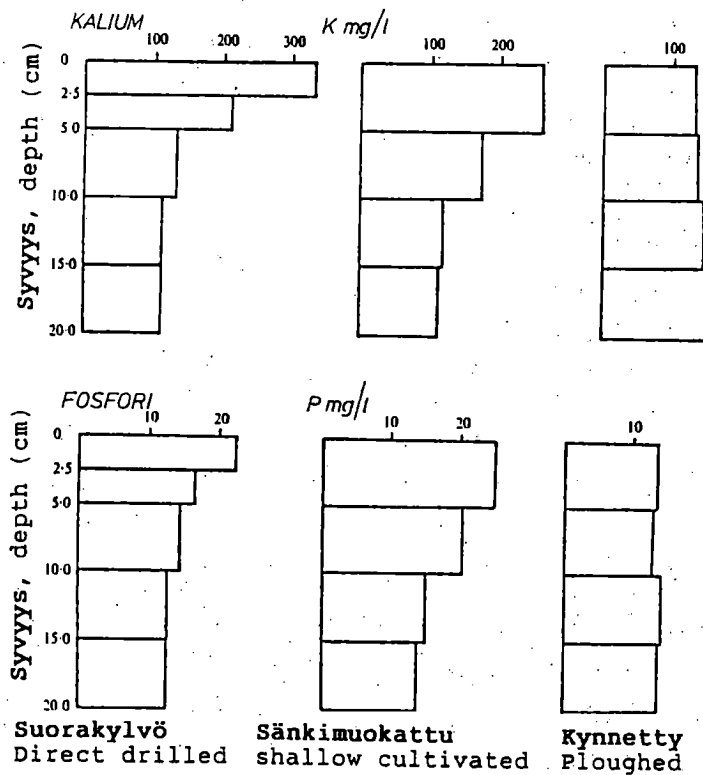 KALIUM K mg/l
100 200 300 100 200 100
0
2·5
5·0
10·0
15·0
20·0
Syvyys, depth (cm)
FOSFORI P mg/l
10 20 10 20 10
0
2·5
5·0
10·0
15·0
20·0
Syvyys, depth (cm)
Suorakylvö Sänkimuokattu Kynnetty
Direct drilled shallow cultivated Ploughed